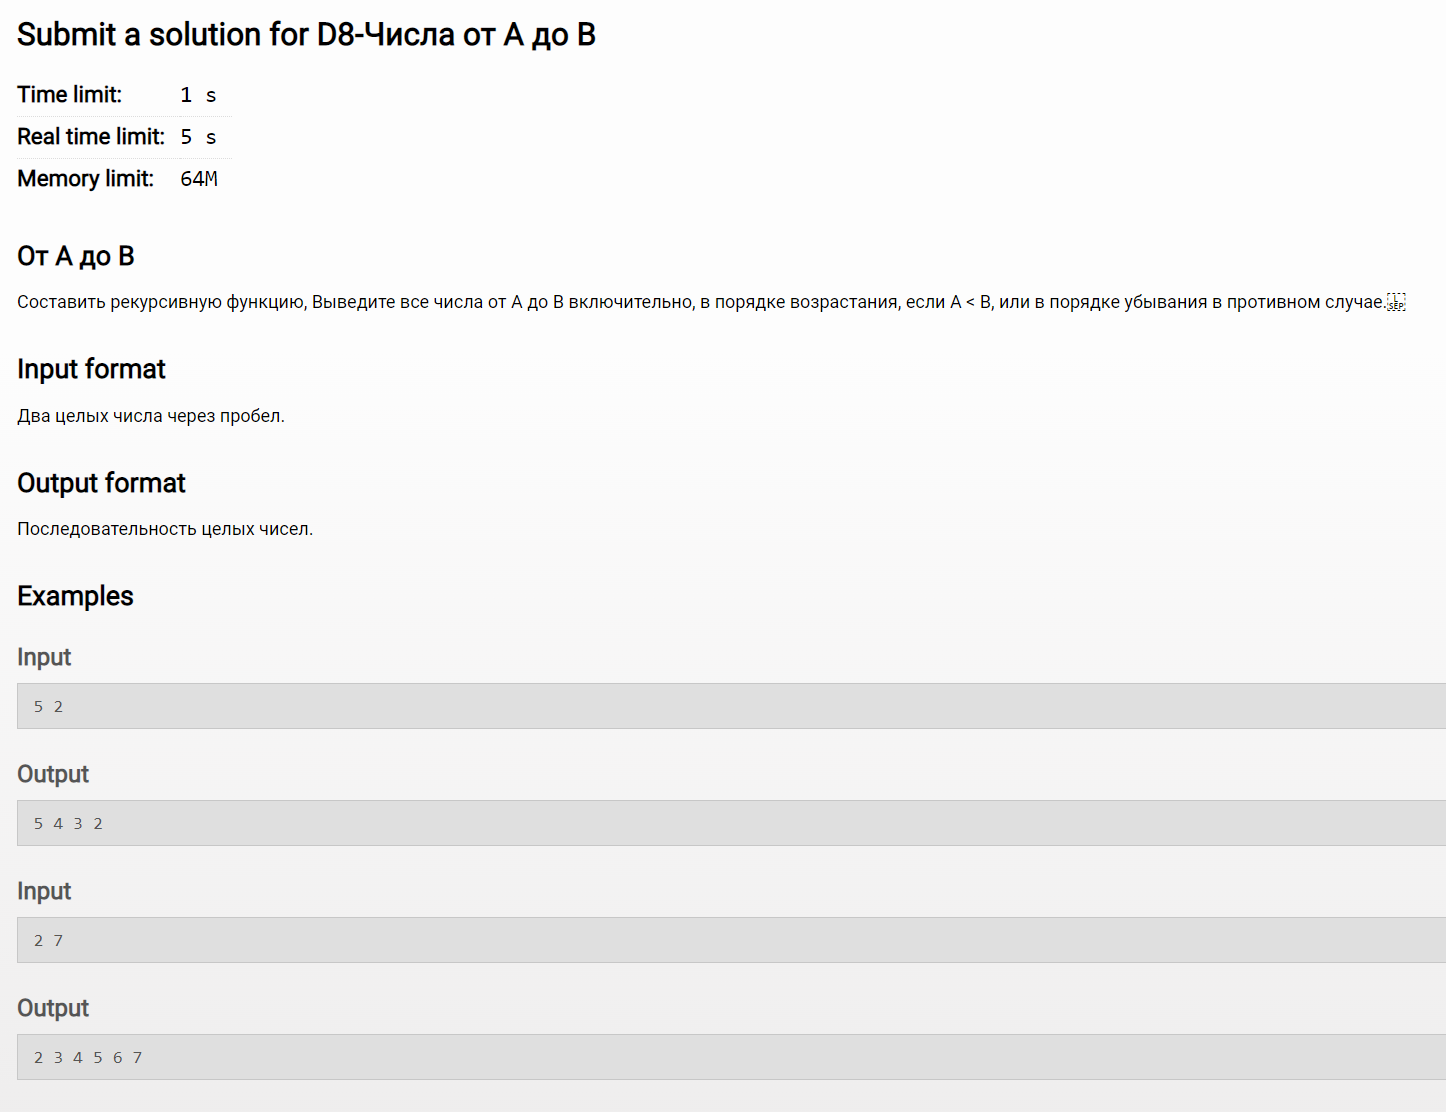 Submit a solution for D8-Числа от A до B
Time limit: 1 s
Real time limit: 5 s
Memory limit: 64M
От A до B
Составить рекурсивную функцию, Выведите все числа от A до B включительно, в порядке возрастания, если A < B, или в порядке убывания в противном случае.
Input format
Два целых числа через пробел.
Output format
Последовательность целых чисел.
Examples
Input
5 2
Output
5 4 3 2
Input
2 7
Output
2 3 4 5 6 7